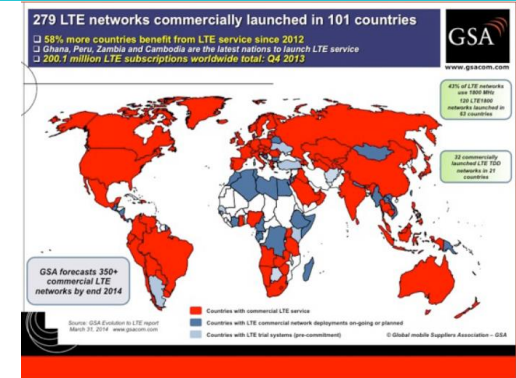 279 LTE networks commercially launched in 101 countries
❑ 58% more countries benefit from LTE service since 2012
❑ Ghana, Peru, Zambia and Cambodia are the latest nations to launch LTE service
❑ 200.1 million LTE subscriptions worldwide total: Q4 2013
GSA
www.gsacom.com
43% of LTE networks
use 1800 MHz
120 LTE1800
networks launched in
63 countries
32 commercially
launched LTE TDD
networks in 21
countries
GSA forecasts 350+
commercial LTE
networks by end 2014
Countries with commercial LTE service
Countries with LTE commercial network deployments on-going or planned
Countries with LTE trial systems (pre-commitment)
Source: GSA Evolution to LTE report
March 31, 2014 www.gsacom.com
© Global mobile Suppliers Association – GSA